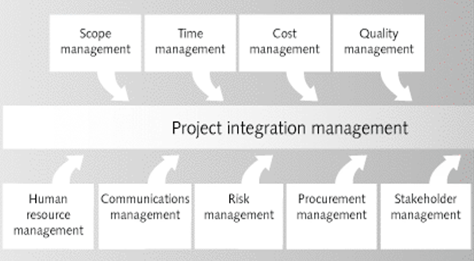 Scope
management
Time
management
Cost
management
Quality
management
Project integration management
Human
resource
management
Communications
management
Risk
management
Procurement
management
Stakeholder
management